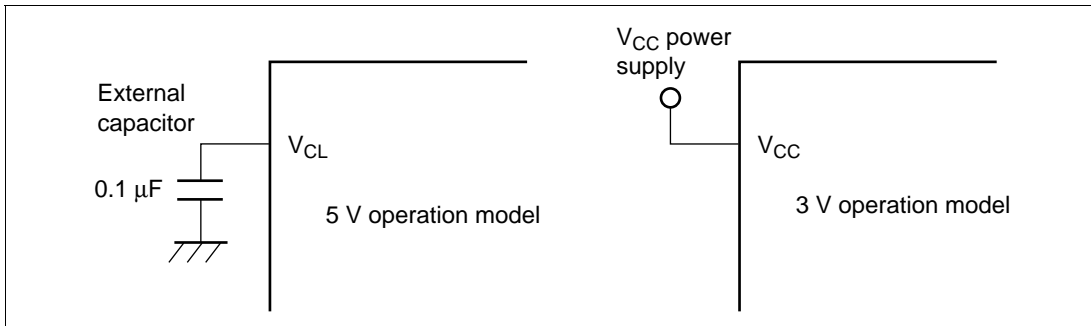 External
capacitor
0.1 μF
V_CL
5 V operation model
V_CC power
supply
V_CC
3 V operation model